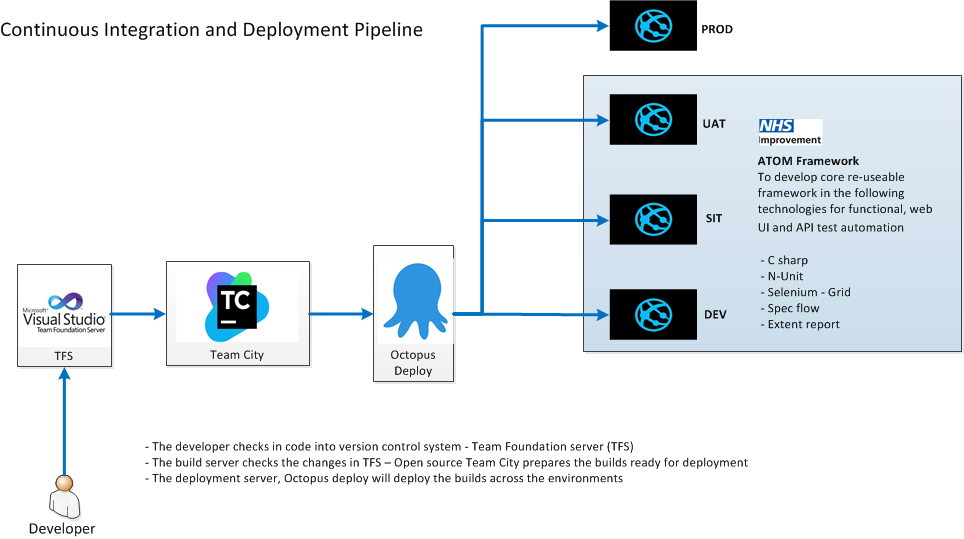 Continuous Integration and Deployment Pipeline
PROD
UAT
SIT
DEV
NHS
Improvement
ATOM Framework
To develop core re-useable
framework in the following
technologies for functional, web
UI and API test automation
- C sharp
- N-Unit
- Selenium - Grid
- Spec flow
- Extent report
Microsoft®
Visual Studio
Team Foundation Server
TFS
TC
Team City
Octopus
Deploy
- The developer checks in code into version control system - Team Foundation server (TFS)
- The build server checks the changes in TFS – Open source Team City prepares the builds ready for deployment
- The deployment server, Octopus deploy will deploy the builds across the environments
Developer